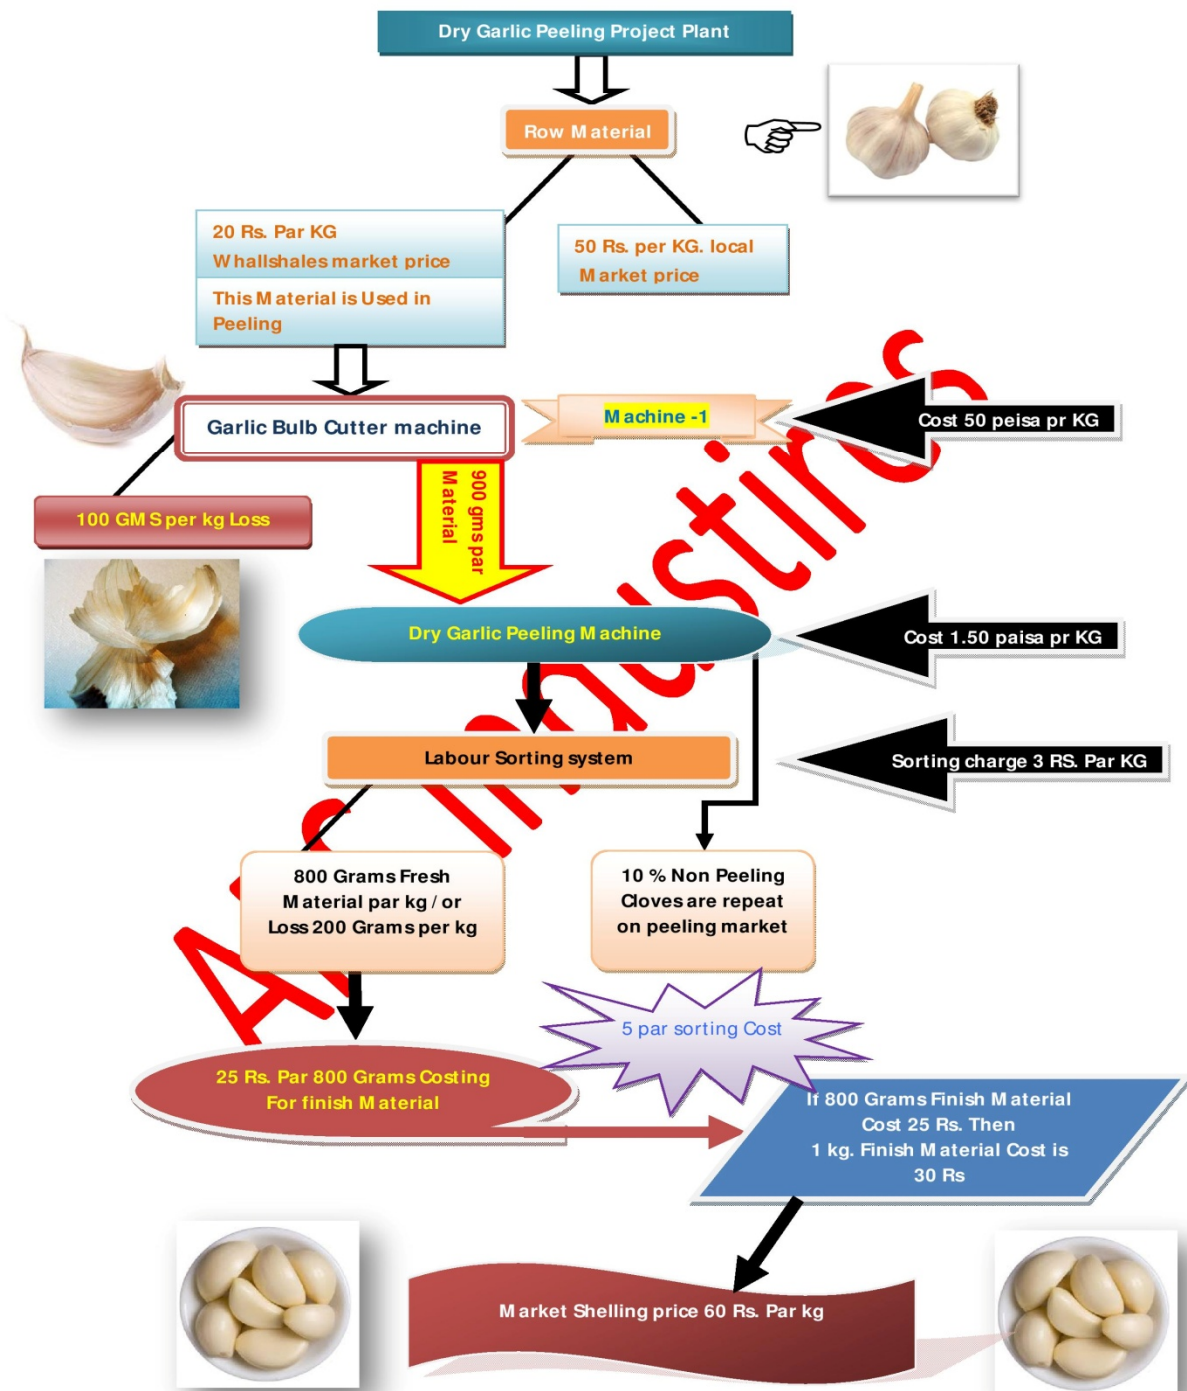 Dry Garlic Peeling Project Plant
Row Material
20 Rs. Par KG
Whallshales market price
This Material is Used in
Peeling
50 Rs. per KG. local
Market price
Garlic Bulb Cutter machine
Machine -1
Cost 50 peisa pr KG
100 GMS per kg Loss
900 gms par
Material
Dry Garlic Peeling Machine
Cost 1.50 paisa pr KG
Labour Sorting system
Sorting charge 3 RS. Par KG
800 Grams Fresh
Material par kg / or
Loss 200 Grams per kg
10 % Non Peeling
Cloves are repeat
on peeling market
5 par sorting Cost
25 Rs. Par 800 Grams Costing
For finish Material
If 800 Grams Finish Material
Cost 25 Rs. Then
1 kg. Finish Material Cost is
30 Rs
Market Shelling price 60 Rs. Par kg